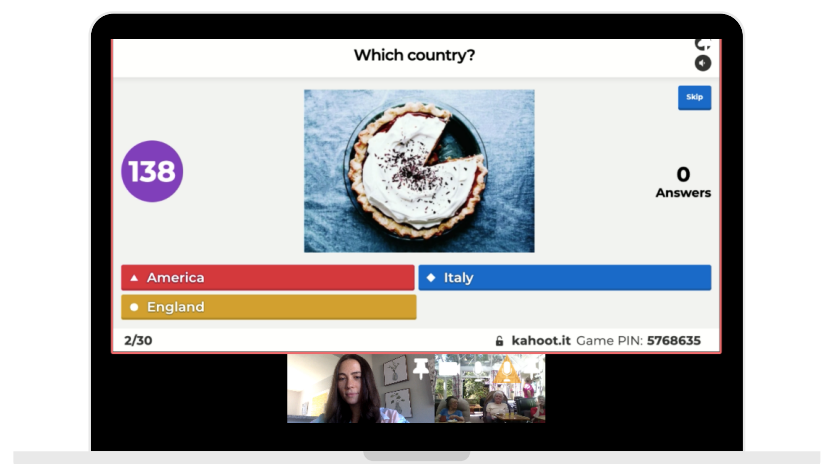 Which country?
Skip
138
0
Answers
America
Italy
England
2/30
kahoot.it Game PIN: 5768635